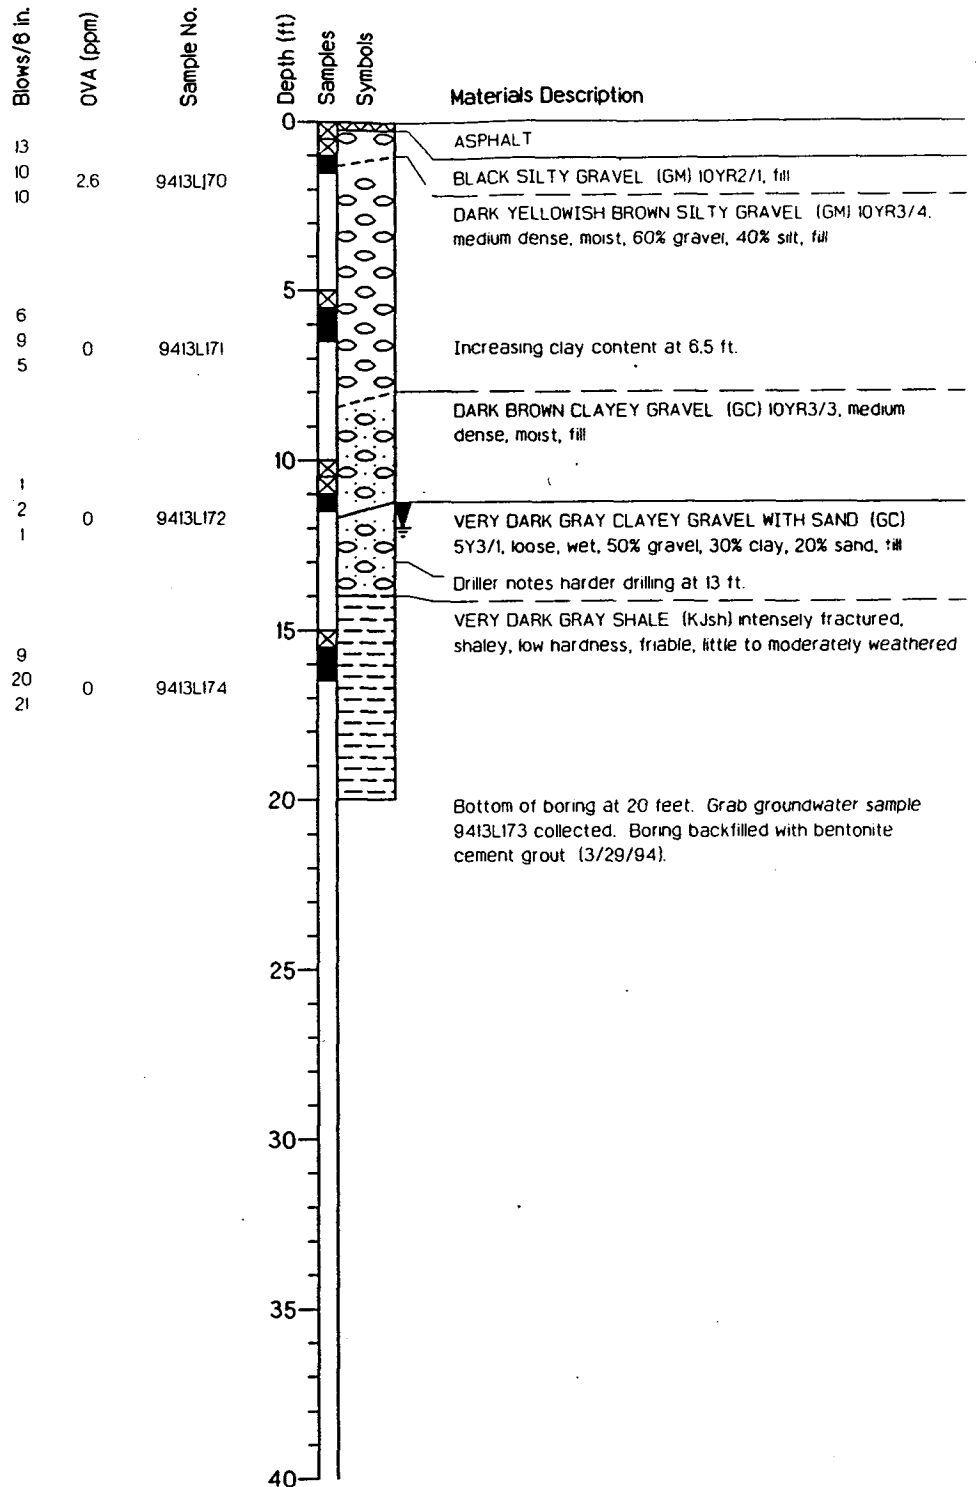 Blows/6 in.
OVA (ppm)
Sample No.
Depth (ft)
Samples
Symbols
Materials Description
0
ASPHALT
13
10
10
2.6
9413L170
BLACK SILTY GRAVEL (GM) 10YR2/1, fill
DARK YELLOWISH BROWN SILTY GRAVEL (GM) 10YR3/4,
medium dense, moist, 60% gravel, 40% silt, fill
5
6
9
5
0
9413L171
Increasing clay content at 6.5 ft.
DARK BROWN CLAYEY GRAVEL (GC) 10YR3/3, medium
dense, moist, fill
10
1
2
1
0
9413L172
VERY DARK GRAY CLAYEY GRAVEL WITH SAND (GC)
5Y3/1, loose, wet, 50% gravel, 30% clay, 20% sand, fill
Driller notes harder drilling at 13 ft.
VERY DARK GRAY SHALE (KJsh) intensely fractured,
shaley, low hardness, friable, little to moderately weathered
15
9
20
21
0
9413L174
20
Bottom of boring at 20 feet. Grab groundwater sample
9413L173 collected. Boring backfilled with bentonite
cement grout (3/29/94).
25
30
35
40